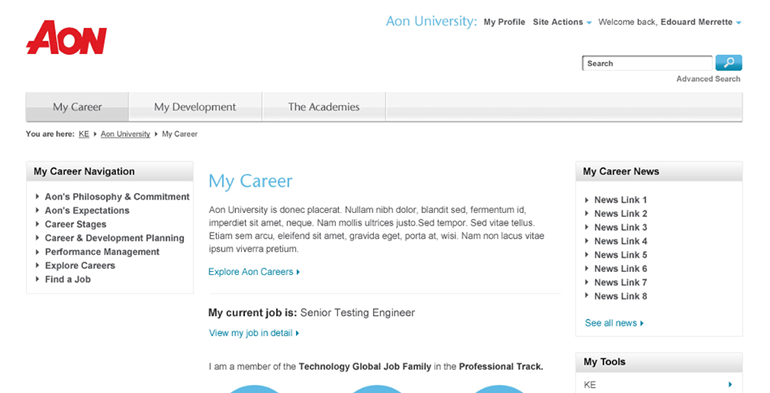 AON
Aon University: My Profile Site Actions Welcome back, Edouard Merrette
Search
Advanced Search
My Career My Development The Academies
You are here: KE Aon University My Career
My Career Navigation
Aon's Philosophy & Commitment
Aon's Expectations
Career Stages
Career & Development Planning
Performance Management
Explore Careers
Find a Job
My Career
Aon University is donec placerat. Nullam nibh dolor, blandit sed, fermentum id,
imperdiet sit amet, neque. Nam mollis ultrices justo.Sed tempor. Sed vitae tellus.
Etiam sem arcu, eleifend sit amet, gravida eget, porta at, wisi. Nam non lacus vitae
ipsum viverra pretium.
Explore Aon Careers
My current job is: Senior Testing Engineer
View my job in detail
I am a member of the Technology Global Job Family in the Professional Track.
My Career News
News Link 1
News Link 2
News Link 3
News Link 4
News Link 5
News Link 6
News Link 7
News Link 8
See all news
My Tools
KE